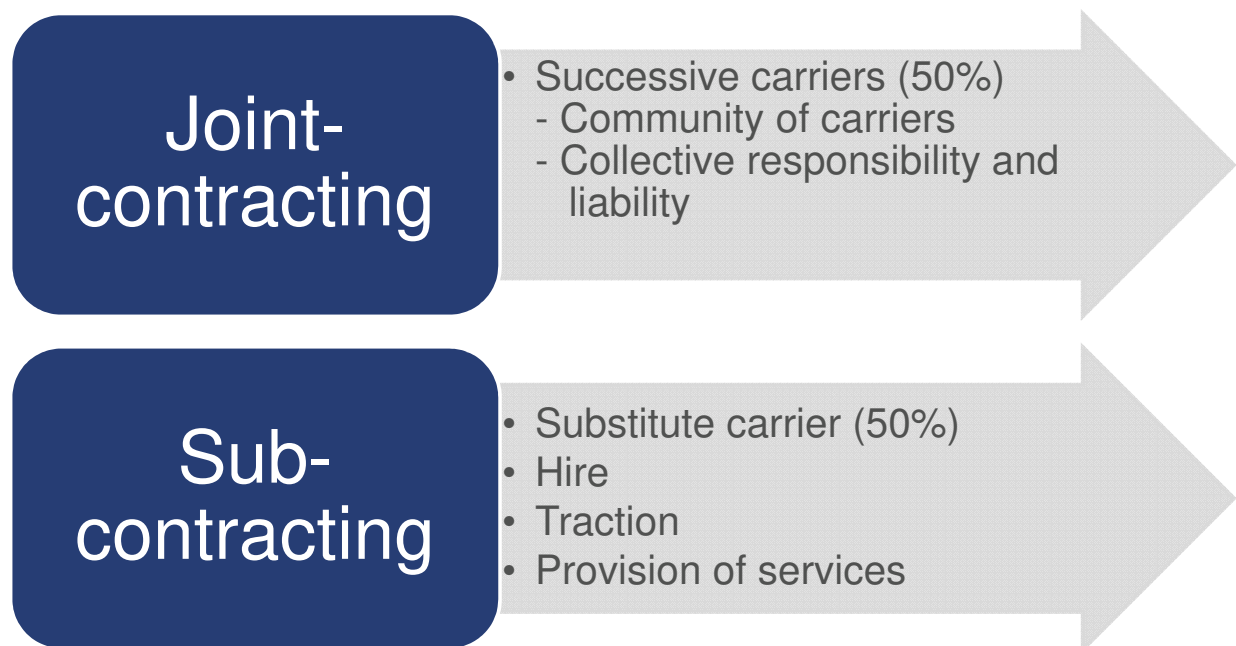 Joint-
contracting
• Successive carriers (50%)
- Community of carriers
- Collective responsibility and
liability
Sub-
contracting
• Substitute carrier (50%)
• Hire
• Traction
• Provision of services